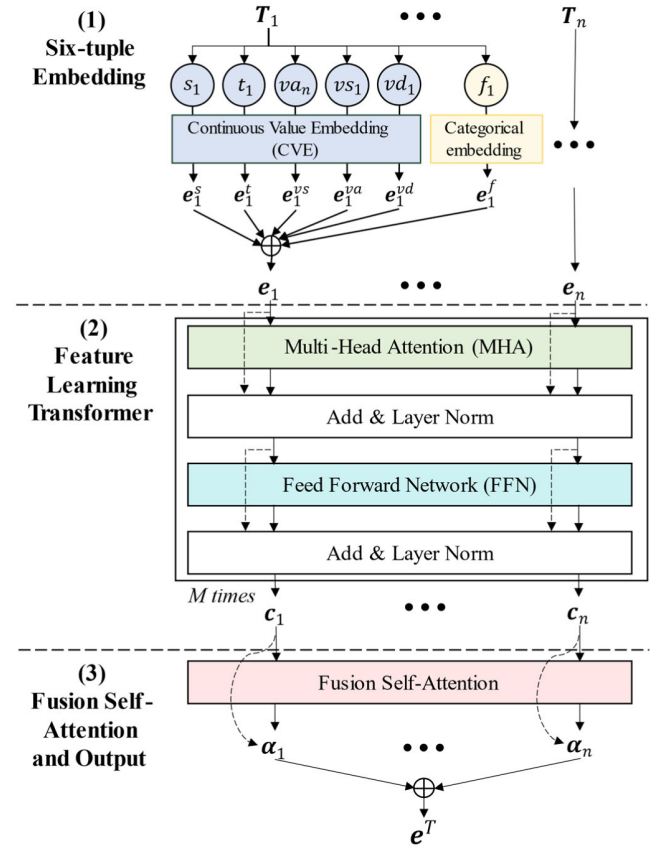 (1)
Six-tuple
Embedding
T₁ ••• Tₙ
s₁ t₁ vaₙ vs₁ vd₁ f₁
Continuous Value Embedding
(CVE)
Categorical
embedding
•••
e₁ˢ e₁ᵗ e₁ᵛˢ e₁ᵛᵃ e₁ᵛᵈ e₁ᶠ
e₁ ••• eₙ
(2)
Feature
Learning
Transformer
Multi-Head Attention (MHA)
Add & Layer Norm
Feed Forward Network (FFN)
Add & Layer Norm
M times
c₁ ••• cₙ
(3)
Fusion Self-
Attention
and Output
Fusion Self-Attention
α₁ ••• αₙ
eᵀ